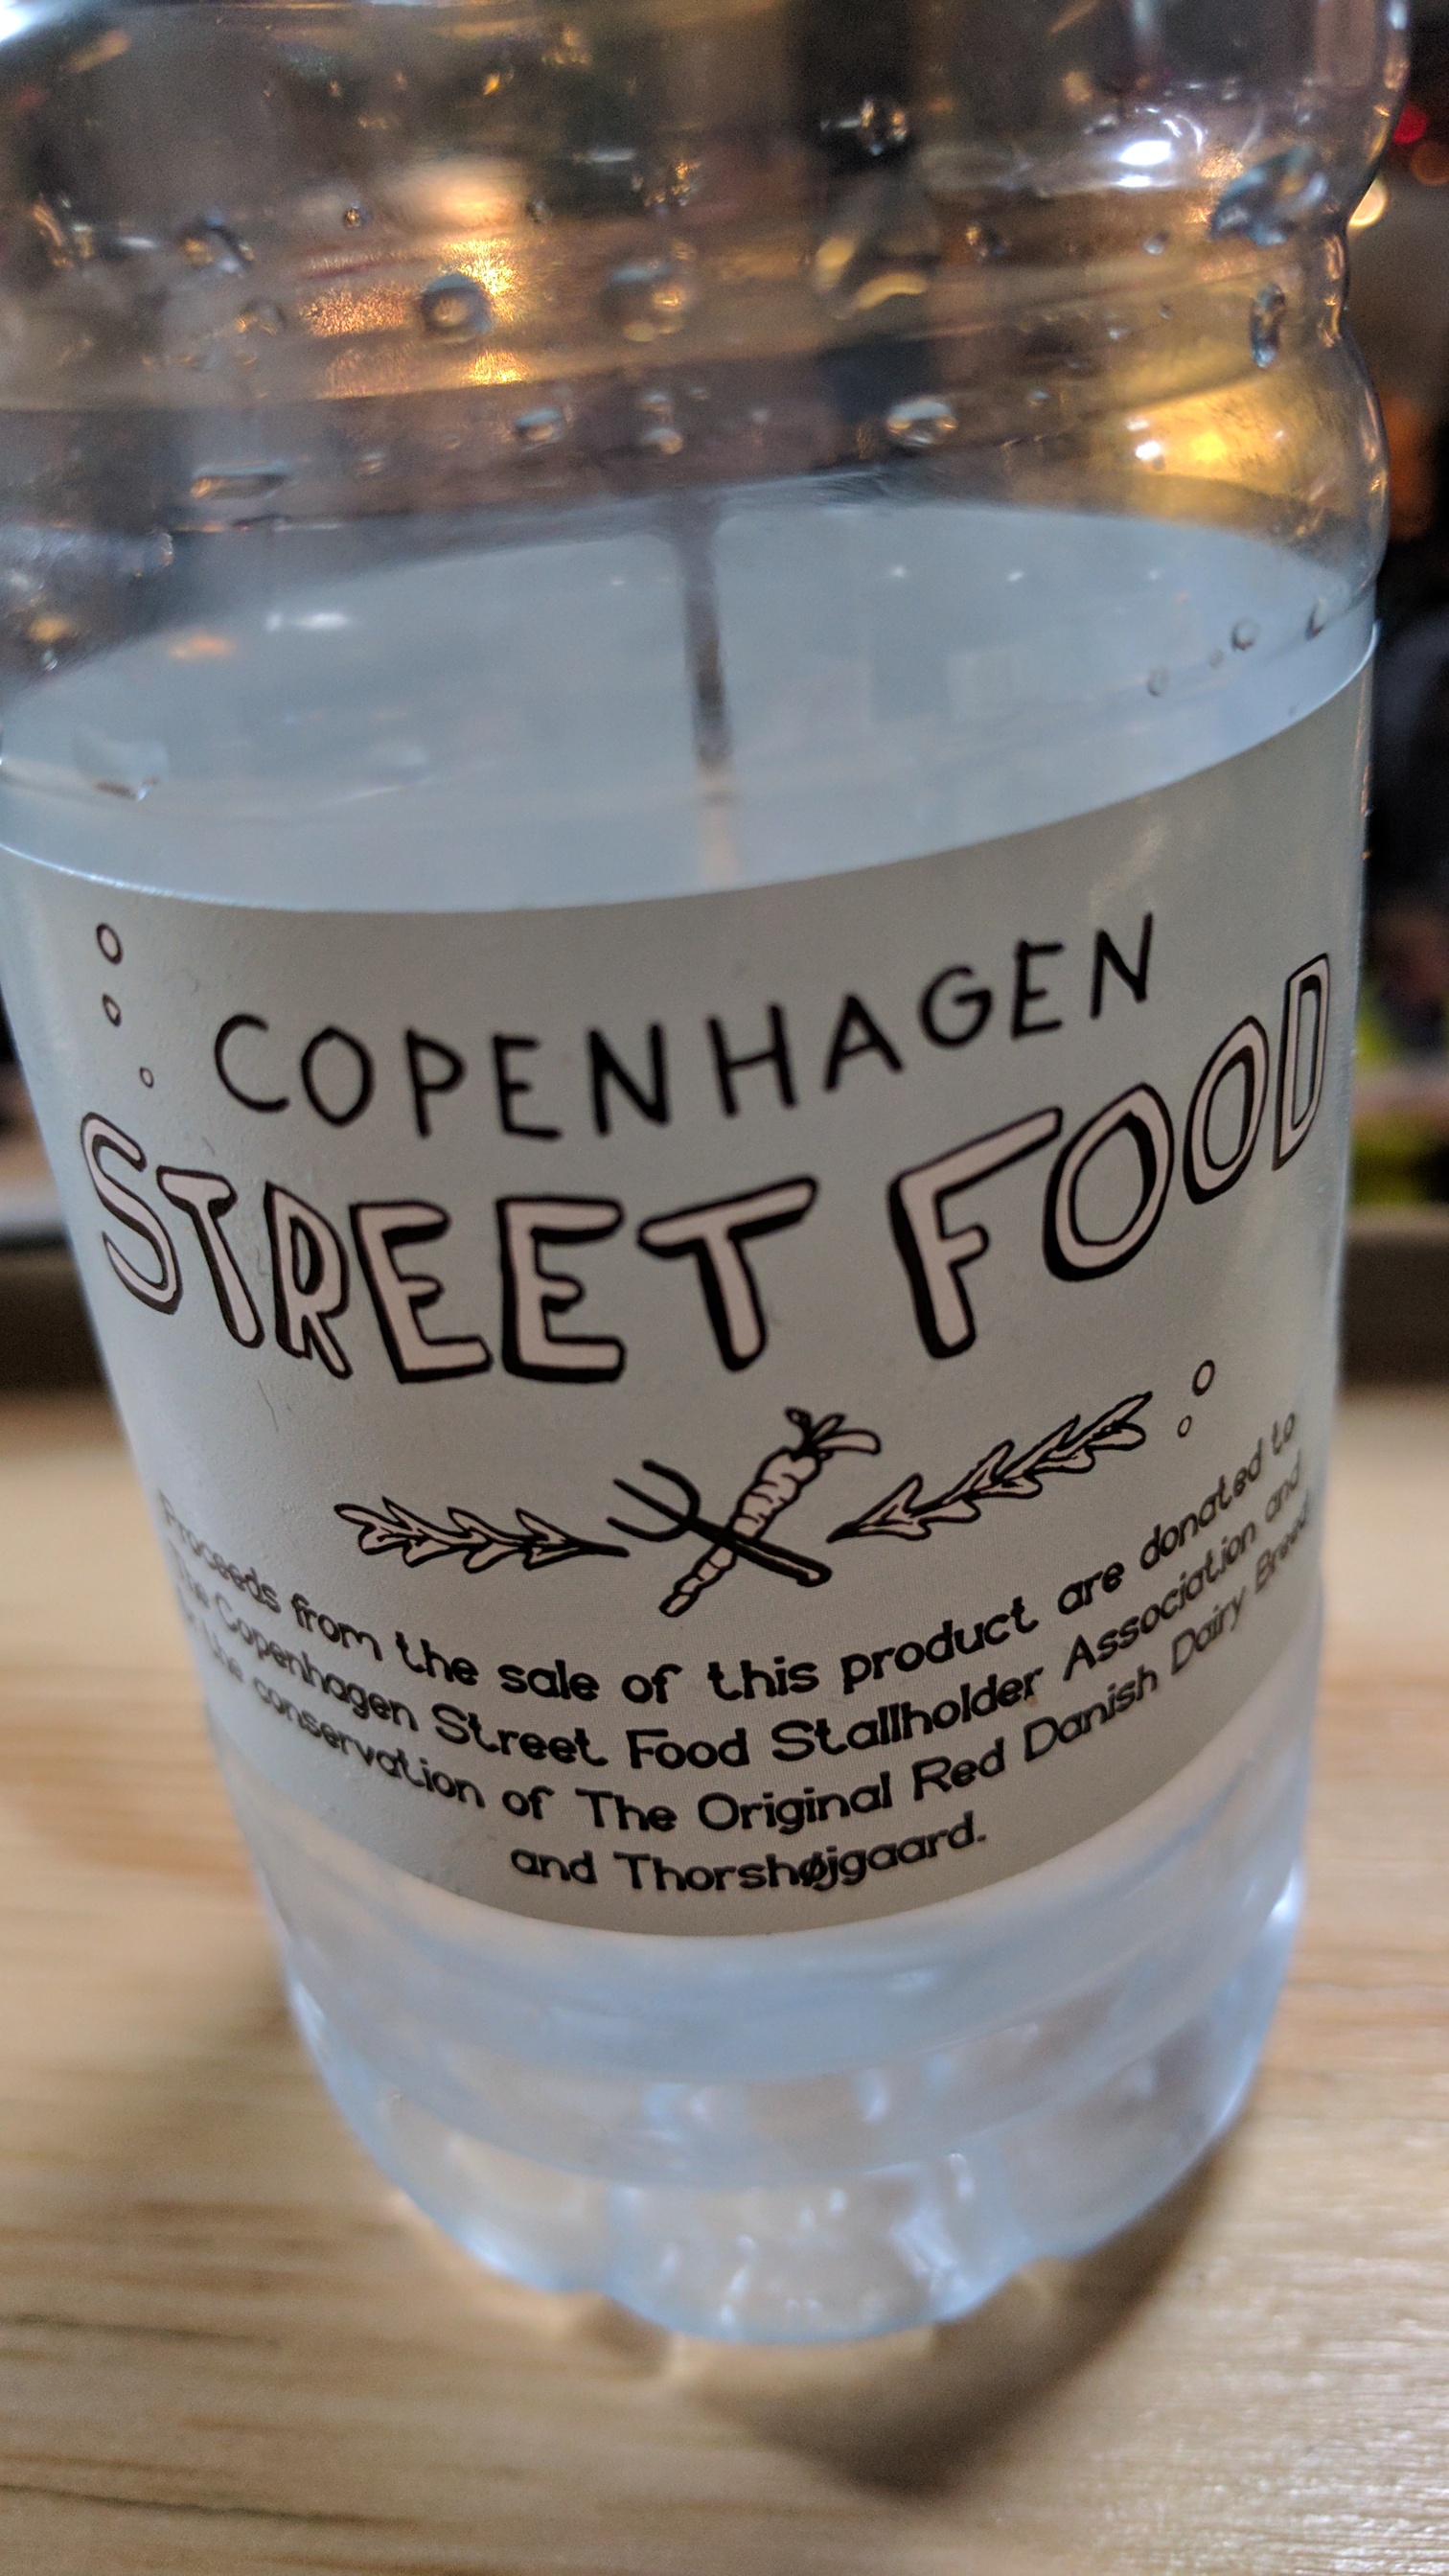 COPENHAGEN
STREET FOOD
Proceeds from the sale of this product are donated to
The Copenhagen Street Food Stallholder Association and
the conservation of The Original Red Danish Dairy Breed
and Thorshøjgaard.